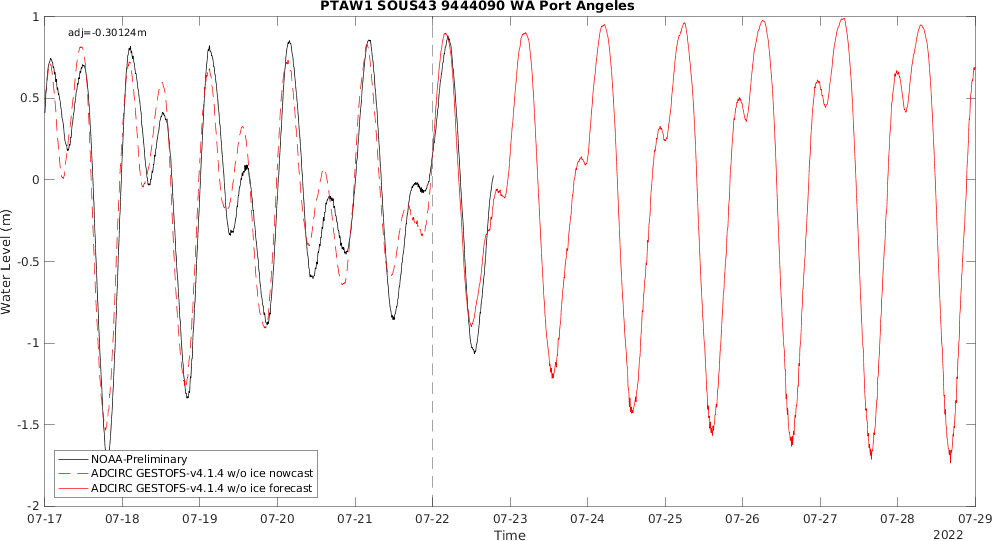 PTAW1 SOUS43 9444090 WA Port Angeles
adj=-0.30124m
1
0.5
0
-0.5
-1
-1.5
-2
Water Level (m)
NOAA-Preliminary
ADCIRC GESTOFS-v4.1.4 w/o ice nowcast
ADCIRC GESTOFS-v4.1.4 w/o ice forecast
07-17 07-18 07-19 07-20 07-21 07-22 07-23 07-24 07-25 07-26 07-27 07-28 07-29
Time
2022